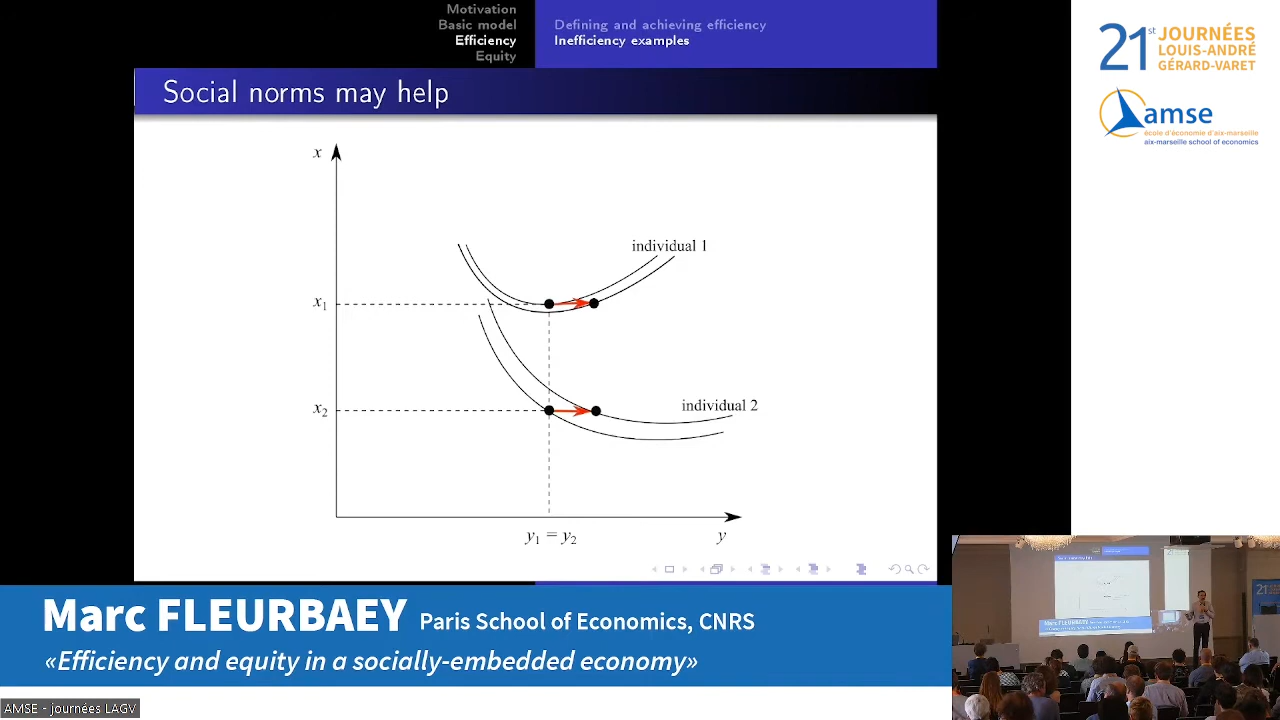 Motivation
Basic model
Efficiency
Equity
Defining and achieving efficiency
Inefficiency examples
Social norms may help
x
individual 1
x1
x2
individual 2
y1 = y2
y
21st JOURNÉES
LOUIS-ANDRÉ
GÉRARD-VARET
amse
école d'économie d'aix-marseille
aix-marseille school of economics
Marc FLEURBAEY Paris School of Economics, CNRS
«Efficiency and equity in a socially-embedded economy»
AMSE - journées LAGV